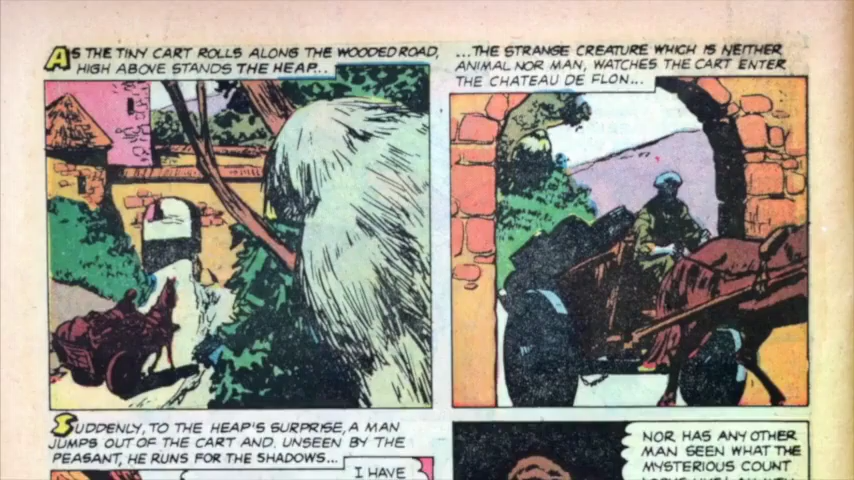 AS THE TINY CART ROLLS ALONG THE WOODED ROAD,
HIGH ABOVE STANDS THE HEAP...
...THE STRANGE CREATURE WHICH IS NEITHER
ANIMAL NOR MAN, WATCHES THE CART ENTER
THE CHATEAU DE FLON...
SUDDENLY, TO THE HEAP'S SURPRISE, A MAN
JUMPS OUT OF THE CART AND, UNSEEN BY THE
PEASANT, HE RUNS FOR THE SHADOWS...
I HAVE
NOR HAS ANY OTHER
MAN SEEN WHAT THE
MYSTERIOUS COUNT